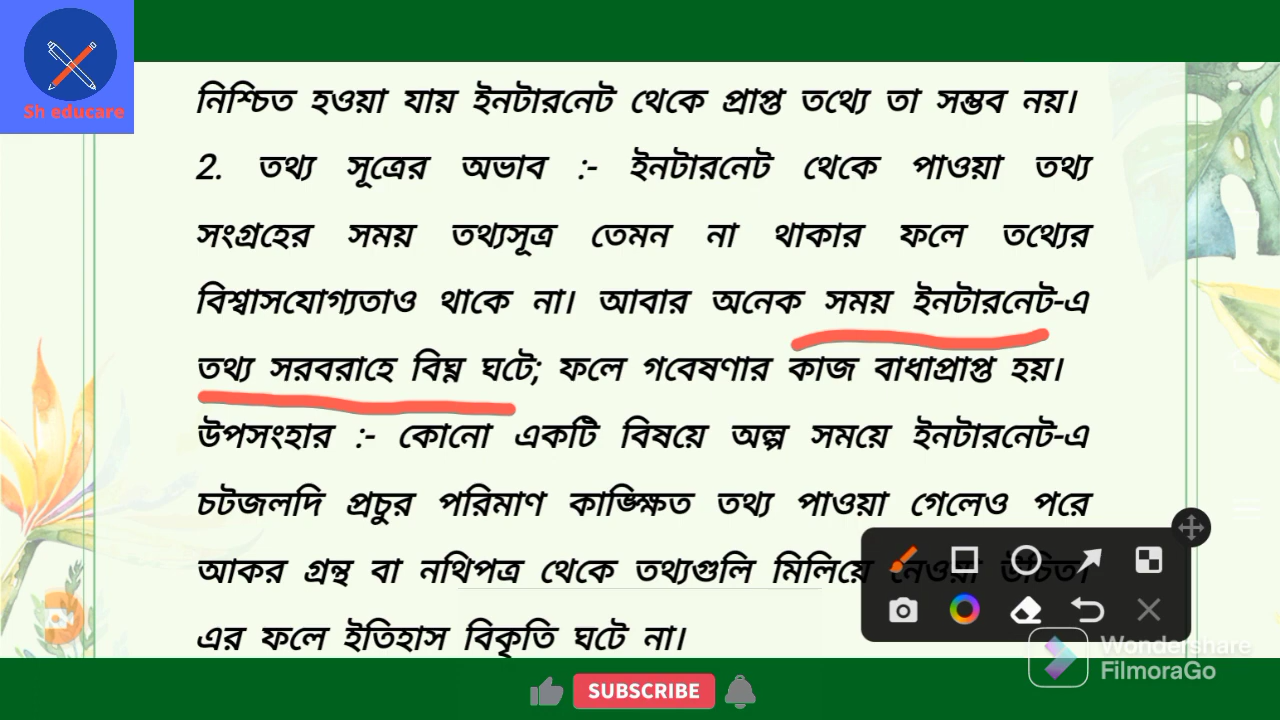 Sh educare
নিশ্চিত হওয়া যায় ইনটারনেট থেকে প্রাপ্ত তথ্যে তা সম্ভব নয়।
2. তথ্য সূত্রের অভাব :- ইনটারনেট থেকে পাওয়া তথ্য
সংগ্রহের সময় তথ্যসূত্র তেমন না থাকার ফলে তথ্যের
বিশ্বাসযোগ্যতাও থাকে না। আবার অনেক সময় ইনটারনেট-এ
তথ্য সরবরাহে বিঘ্ন ঘটে; ফলে গবেষণার কাজ বাধাপ্রাপ্ত হয়।
উপসংহার :- কোনো একটি বিষয়ে অল্প সময়ে ইনটারনেট-এ
চটজলদি প্রচুর পরিমাণ কাঙ্ক্ষিত তথ্য পাওয়া গেলেও পরে
আকর গ্রন্থ বা নথিপত্র থেকে তথ্যগুলি মিলিয়ে নেওয়া উচিত।
এর ফলে ইতিহাস বিকৃতি ঘটে না।
Wondershare
FilmoraGo
SUBSCRIBE